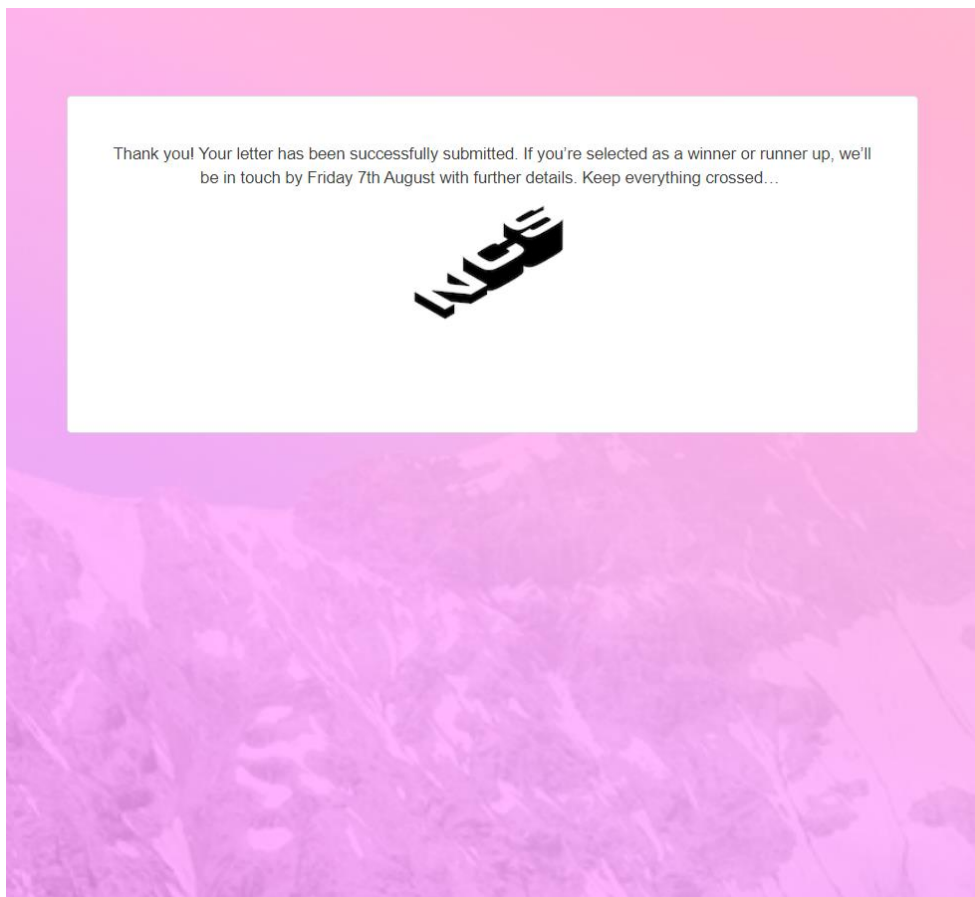 Thank you! Your letter has been successfully submitted. If you’re selected as a winner or runner up, we’ll
be in touch by Friday 7th August with further details. Keep everything crossed…
NCS